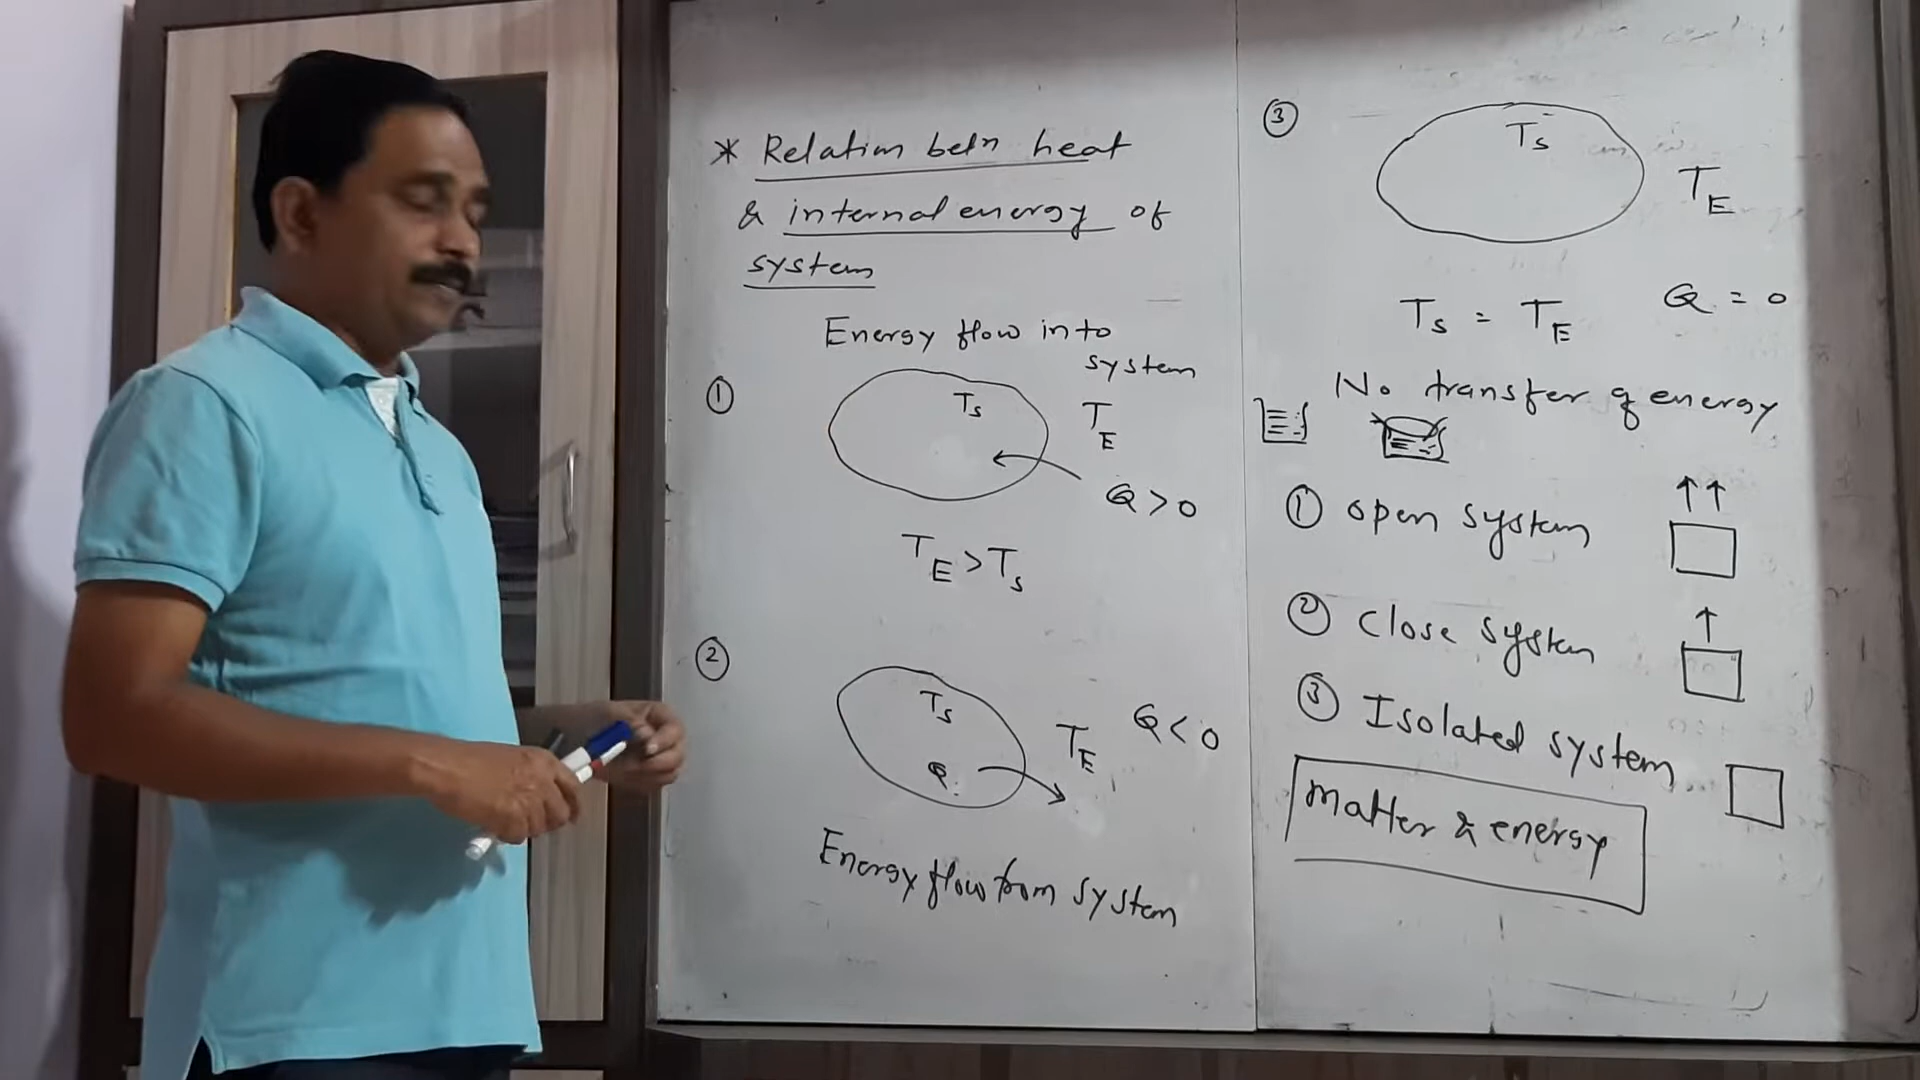 * Relation betn heat
& internal energy of
system
Energy flow in to
system
①
Ts
TE
Q > 0
TE > Ts
②
Ts
Q
TE
Q < 0
Energy flow from system
③
Ts
TE
Ts = TE
Q = 0
No transfer of energy
① open system
② Close system
③ Isolated system
Matter & energy